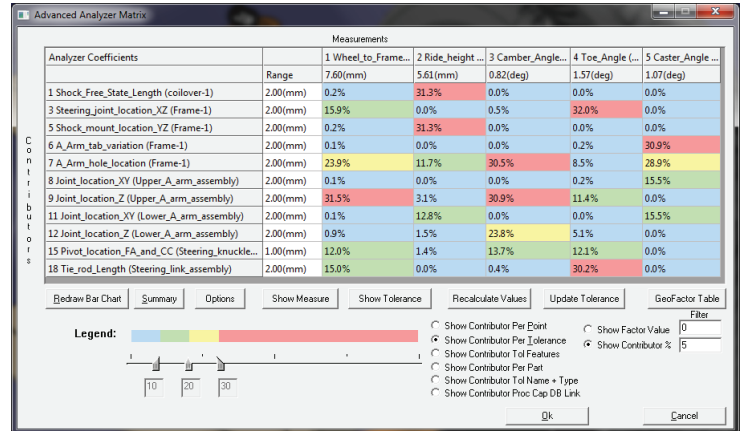 Advanced Analyzer Matrix
Measurements
Analyzer Coefficients 1 Wheel_to_Frame... 2 Ride_height ... 3 Camber_Angle... 4 Toe_Angle (... 5 Caster_Angle ...
Range 7.60(mm) 5.61(mm) 0.82(deg) 1.57(deg) 1.07(deg)
1 Shock_Free_State_Length (coilover-1) 2.00(mm) 0.2% 31.3% 0.0% 0.0% 0.0%
3 Steering_joint_location_XZ (Frame-1) 2.00(mm) 15.9% 0.0% 0.5% 32.0% 0.0%
5 Shock_mount_location_YZ (Frame-1) 2.00(mm) 0.2% 31.3% 0.0% 0.0% 0.0%
6 A_Arm_tab_variation (Frame-1) 2.00(mm) 0.1% 0.0% 0.0% 0.2% 30.9%
7 A_Arm_hole_location (Frame-1) 2.00(mm) 23.9% 11.7% 30.5% 8.5% 28.9%
8 Joint_location_XY (Upper_A_arm_assembly) 2.00(mm) 0.1% 0.0% 0.0% 0.2% 15.5%
9 Joint_location_Z (Upper_A_arm_assembly) 2.00(mm) 31.5% 3.1% 30.9% 11.4% 0.0%
11 Joint_location_XY (Lower_A_arm_assembly) 2.00(mm) 0.1% 12.8% 0.0% 0.0% 15.5%
12 Joint_location_Z (Lower_A_arm_assembly) 2.00(mm) 0.9% 1.5% 23.8% 5.1% 0.0%
15 Pivot_location_FA_and_CC (Steering_knuckle... 1.00(mm) 12.0% 1.4% 13.7% 12.1% 0.0%
18 Tie_rod_Length (Steering_link_assembly) 2.00(mm) 15.0% 0.0% 0.4% 30.2% 0.0%
Contributors
Redraw Bar Chart Summary Options Show Measure Show Tolerance Recalculate Values Update Tolerance GeoFactor Table
Legend:
10 20 30
Show Contributor Per Point
Show Contributor Per Tolerance
Show Contributor Tol Features
Show Contributor Per Part
Show Contributor Tol Name + Type
Show Contributor Proc Cap DB Link
Filter
Show Factor Value 0
Show Contributor % 5
Ok Cancel